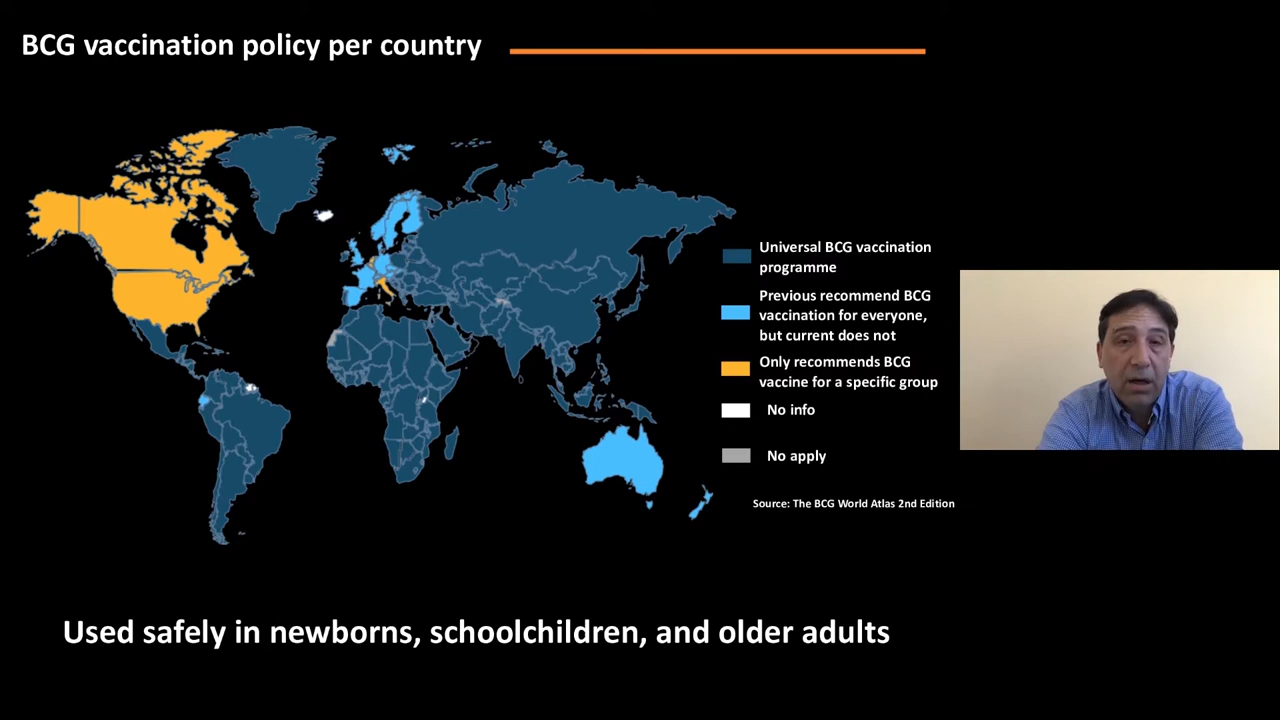 BCG vaccination policy per country
Universal BCG vaccination
programme
Previous recommend BCG
vaccination for everyone,
but current does not
Only recommends BCG
vaccine for a specific group
No info
No apply
Source: The BCG World Atlas 2nd Edition
Used safely in newborns, schoolchildren, and older adults